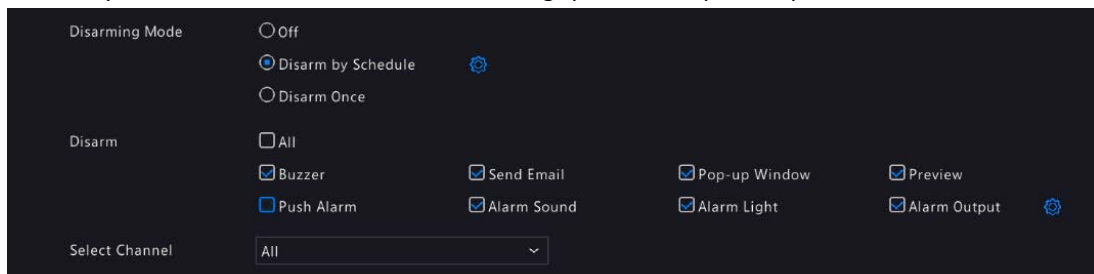 Disarming Mode Off
Disarm by Schedule
Disarm Once
Disarm All
Buzzer Send Email Pop-up Window Preview
Push Alarm Alarm Sound Alarm Light Alarm Output
Select Channel All